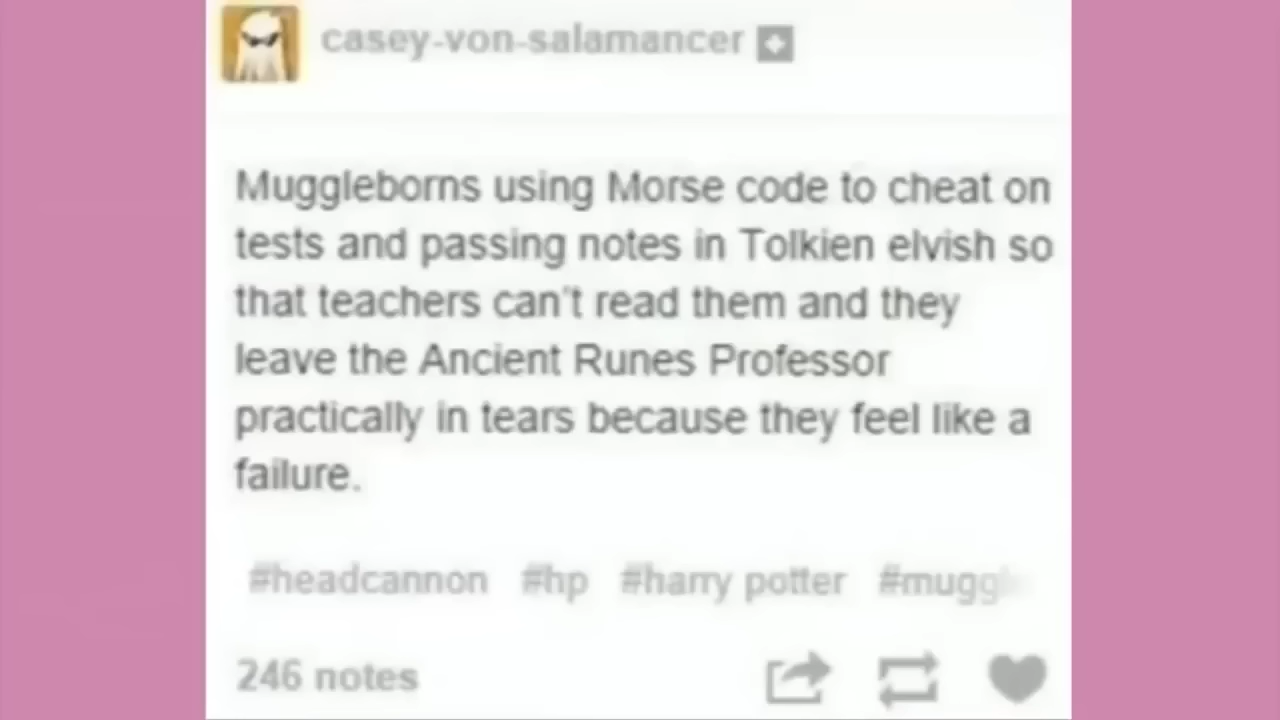 casey-von-salamancer
Muggleborns using Morse code to cheat on
tests and passing notes in Tolkien elvish so
that teachers can't read them and they
leave the Ancient Runes Professor
practically in tears because they feel like a
failure.
#headcannon #hp #harry potter #muggl
246 notes